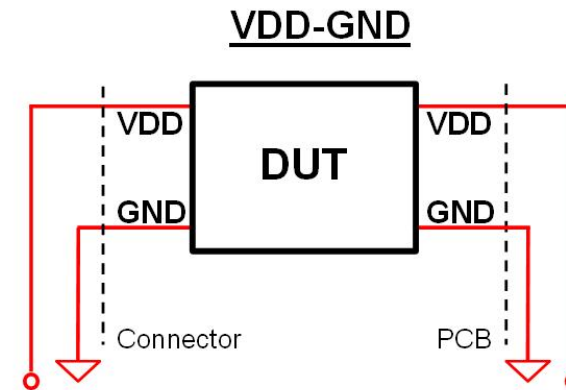 VDD-GND
VDD VDD
DUT
GND GND
Connector PCB